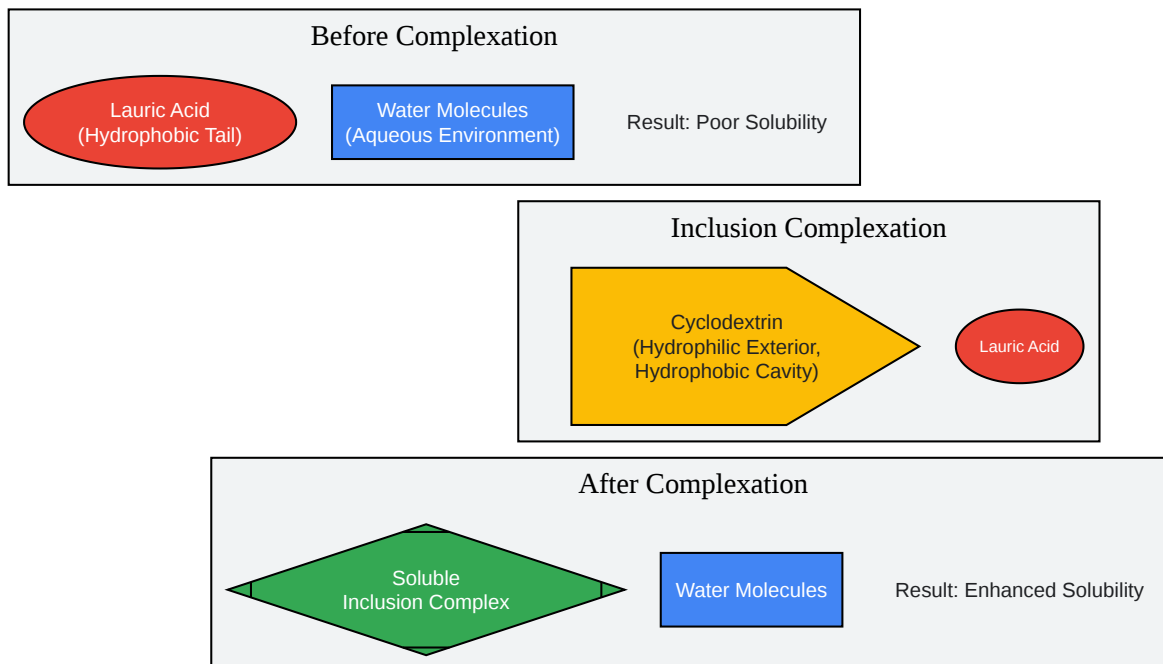 Before Complexation
Lauric Acid
(Hydrophobic Tail)
Water Molecules
(Aqueous Environment)
Result: Poor Solubility
Inclusion Complexation
Cyclodextrin
(Hydrophilic Exterior,
Hydrophobic Cavity)
Lauric Acid
After Complexation
Soluble
Inclusion Complex
Water Molecules
Result: Enhanced Solubility